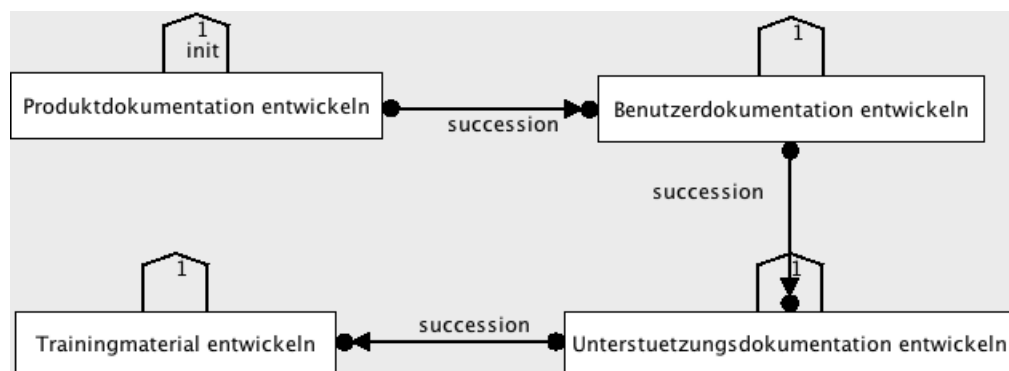 1
init
1
Produktdokumentation entwickeln
Benutzerdokumentation entwickeln
succession
succession
1
1
succession
Trainingmaterial entwickeln
Unterstuetzungsdokumentation entwickeln